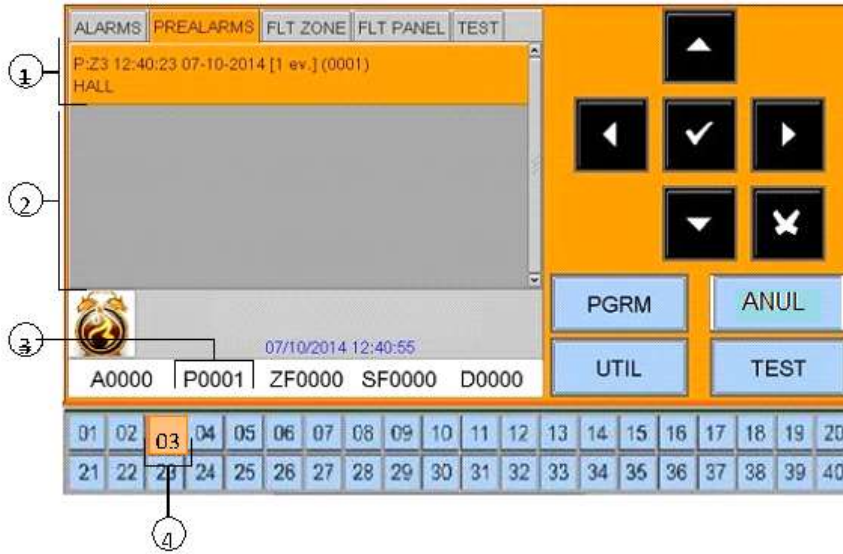 ALARMS PREALARMS FLT ZONE FLT PANEL TEST
P:Z3 12:40:23 07-10-2014 [1 ev.] (0001)
HALL
1
2
PGRM ANUL
3
07/10/2014 12:40:55
UTIL TEST
A0000 P0001 ZF0000 SF0000 D0000
01 02 03 04 05 06 07 08 09 10 11 12 13 14 15 16 17 18 19 20
21 22 23 24 25 26 27 28 29 30 31 32 33 34 35 36 37 38 39 40
4